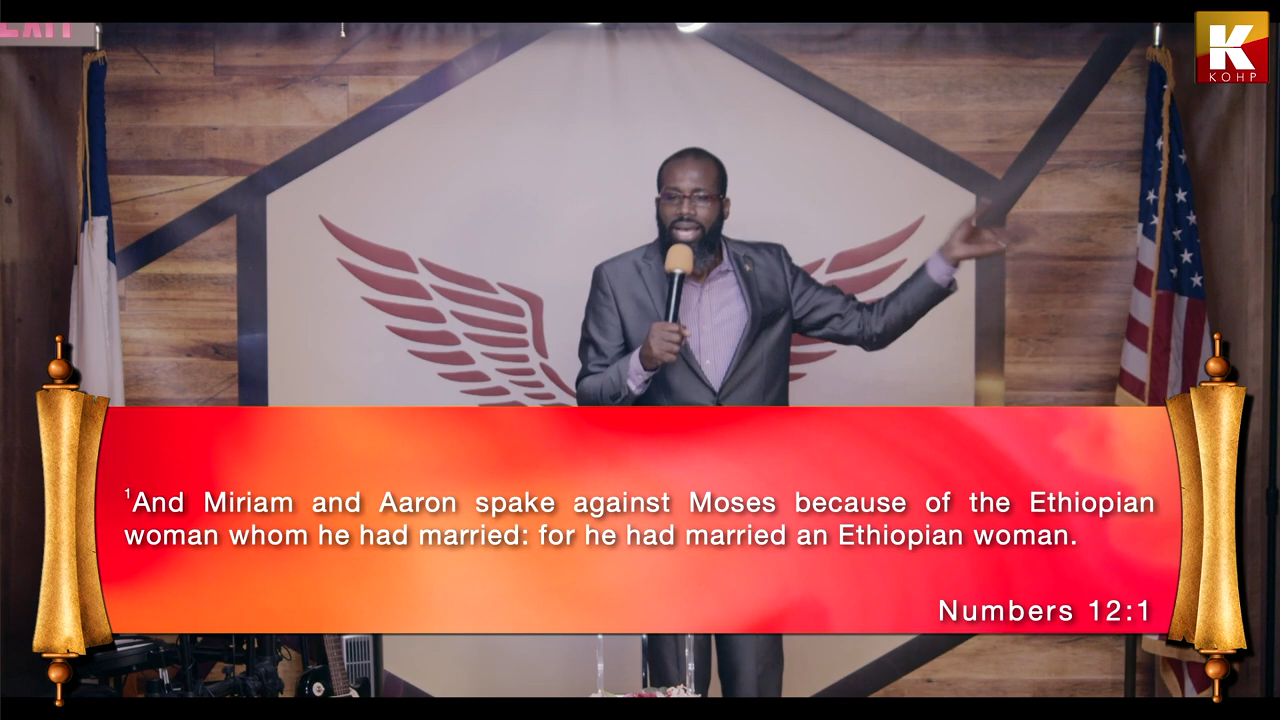 EXIT
K
KOHP
¹And Miriam and Aaron spake against Moses because of the Ethiopian
woman whom he had married: for he had married an Ethiopian woman.
Numbers 12:1